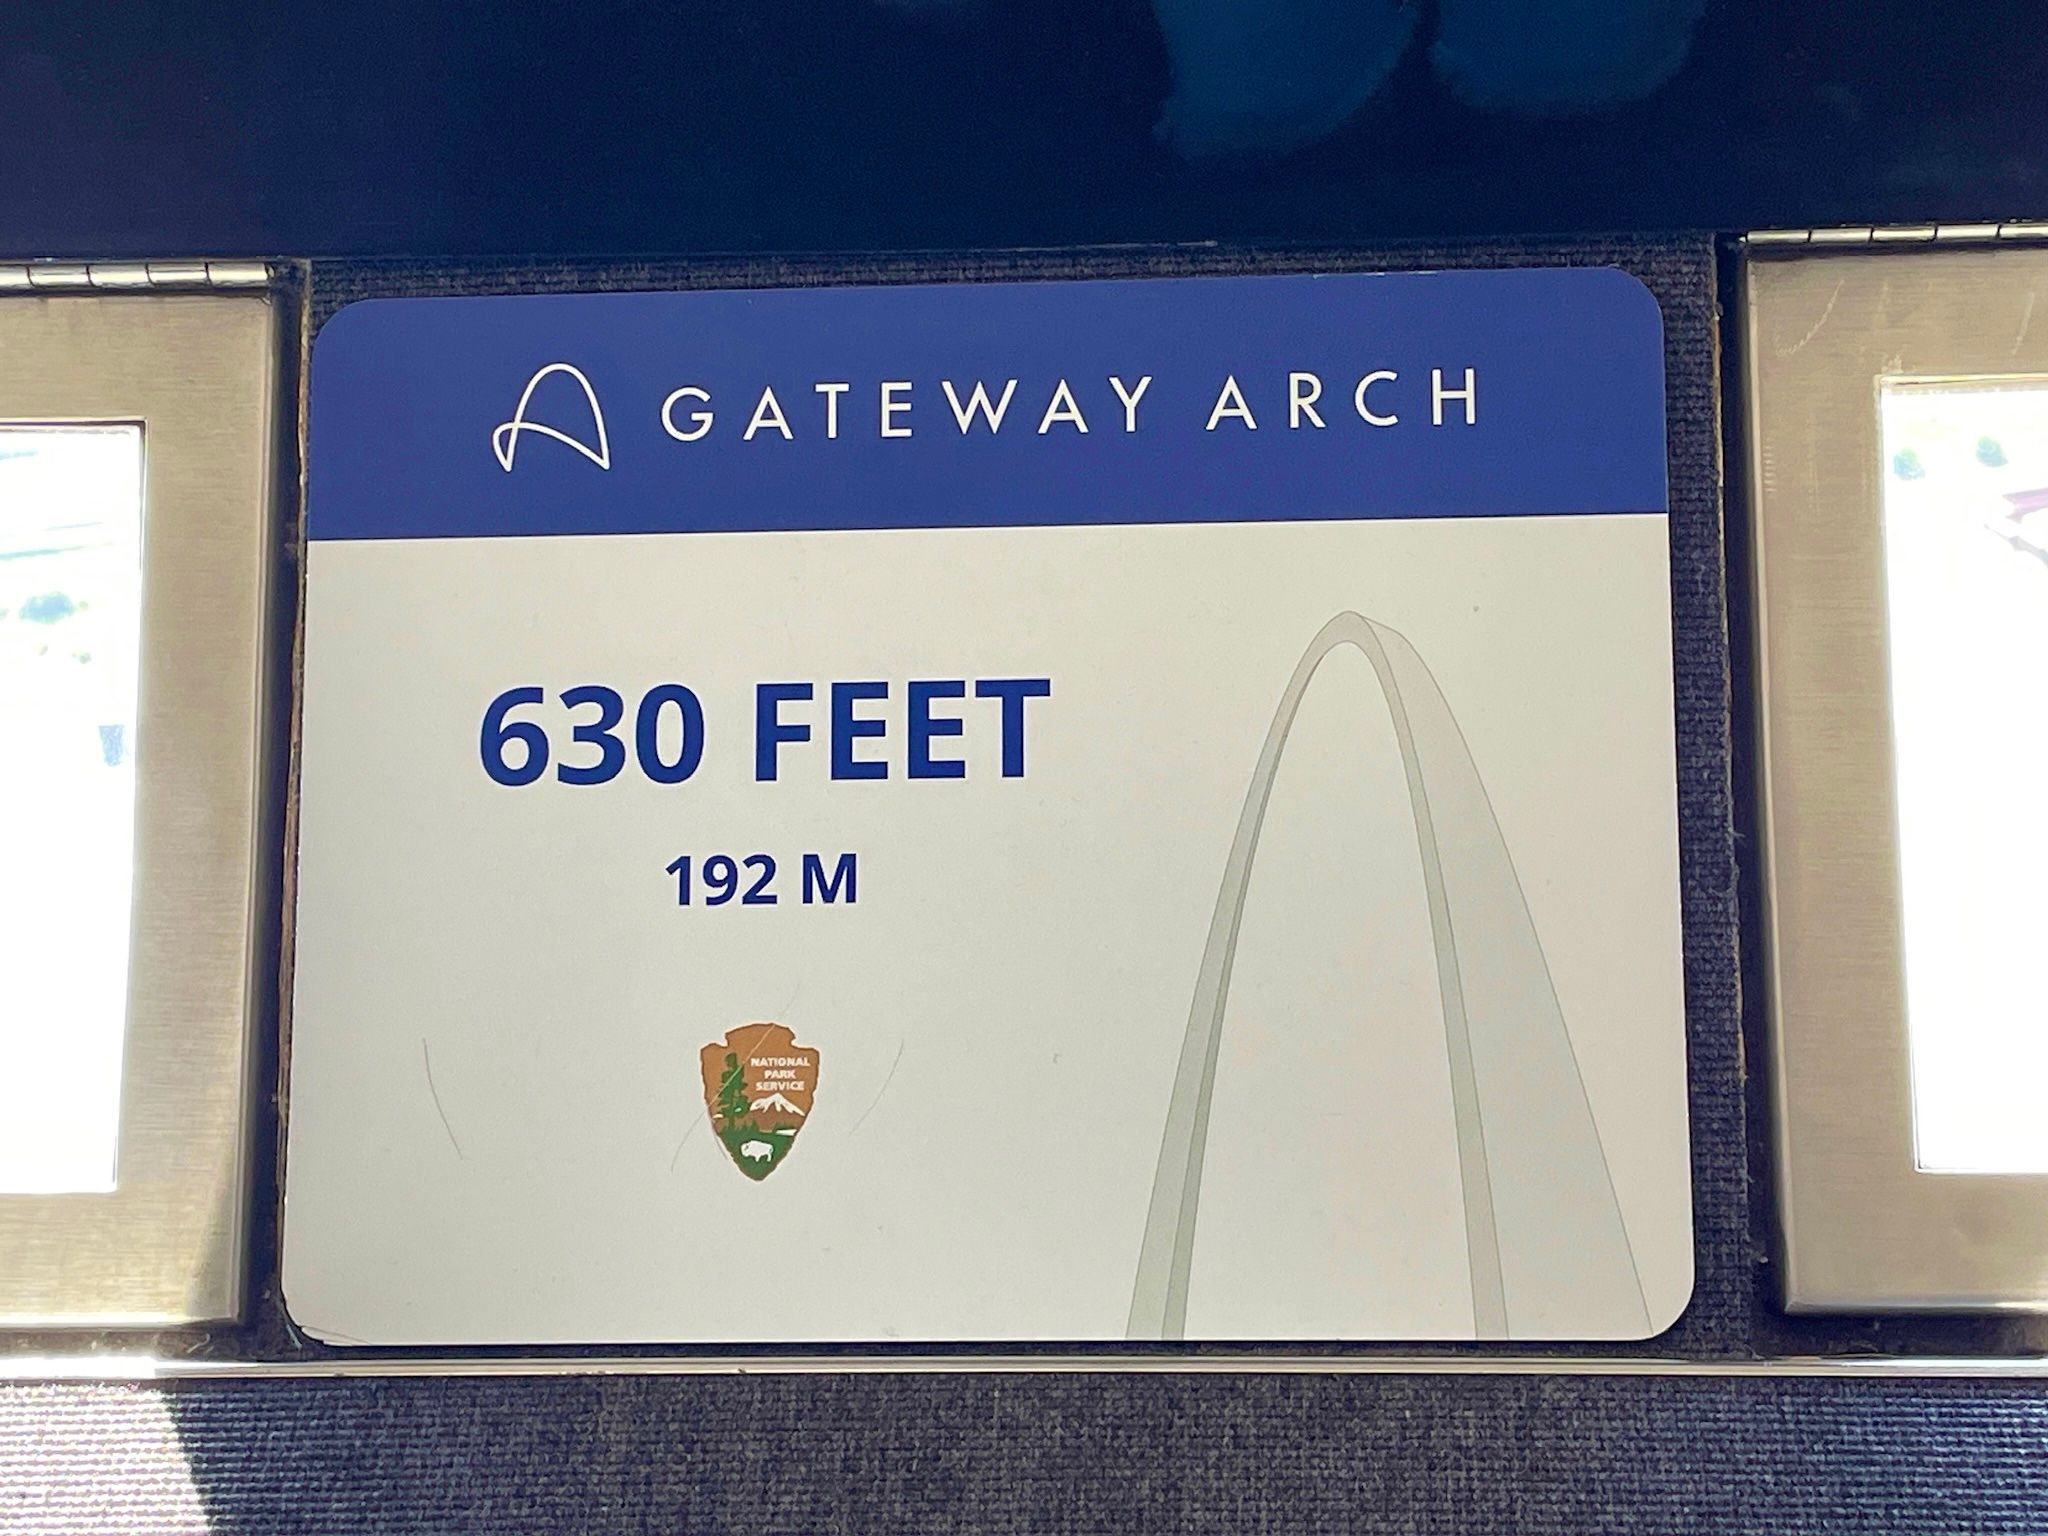 GATEWAY ARCH
630 FEET
192 M
NATIONAL
PARK
SERVICE